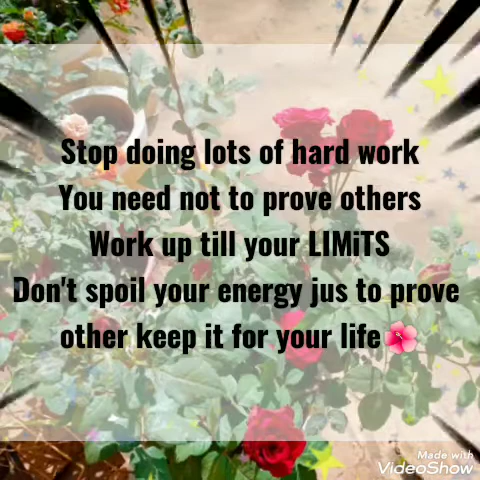 Stop doing lots of hard work
You need not to prove others
Work up till your LIMiTS
Don't spoil your energy jus to prove
other keep it for your life🌺
Made with
VideoShow